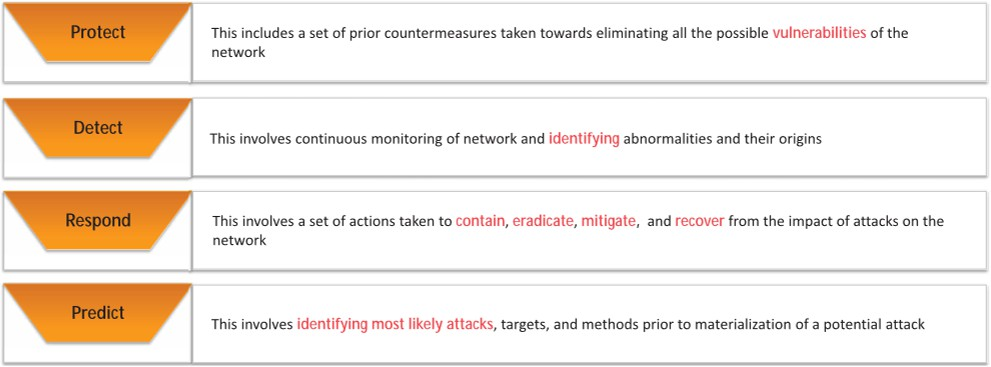 Protect
This includes a set of prior countermeasures taken towards eliminating all the possible vulnerabilities of the
network
Detect
This involves continuous monitoring of network and identifying abnormalities and their origins
Respond
This involves a set of actions taken to contain, eradicate, mitigate,  and recover from the impact of attacks on the
network
Predict
This involves identifying most likely attacks, targets, and methods prior to materialization of a potential attack